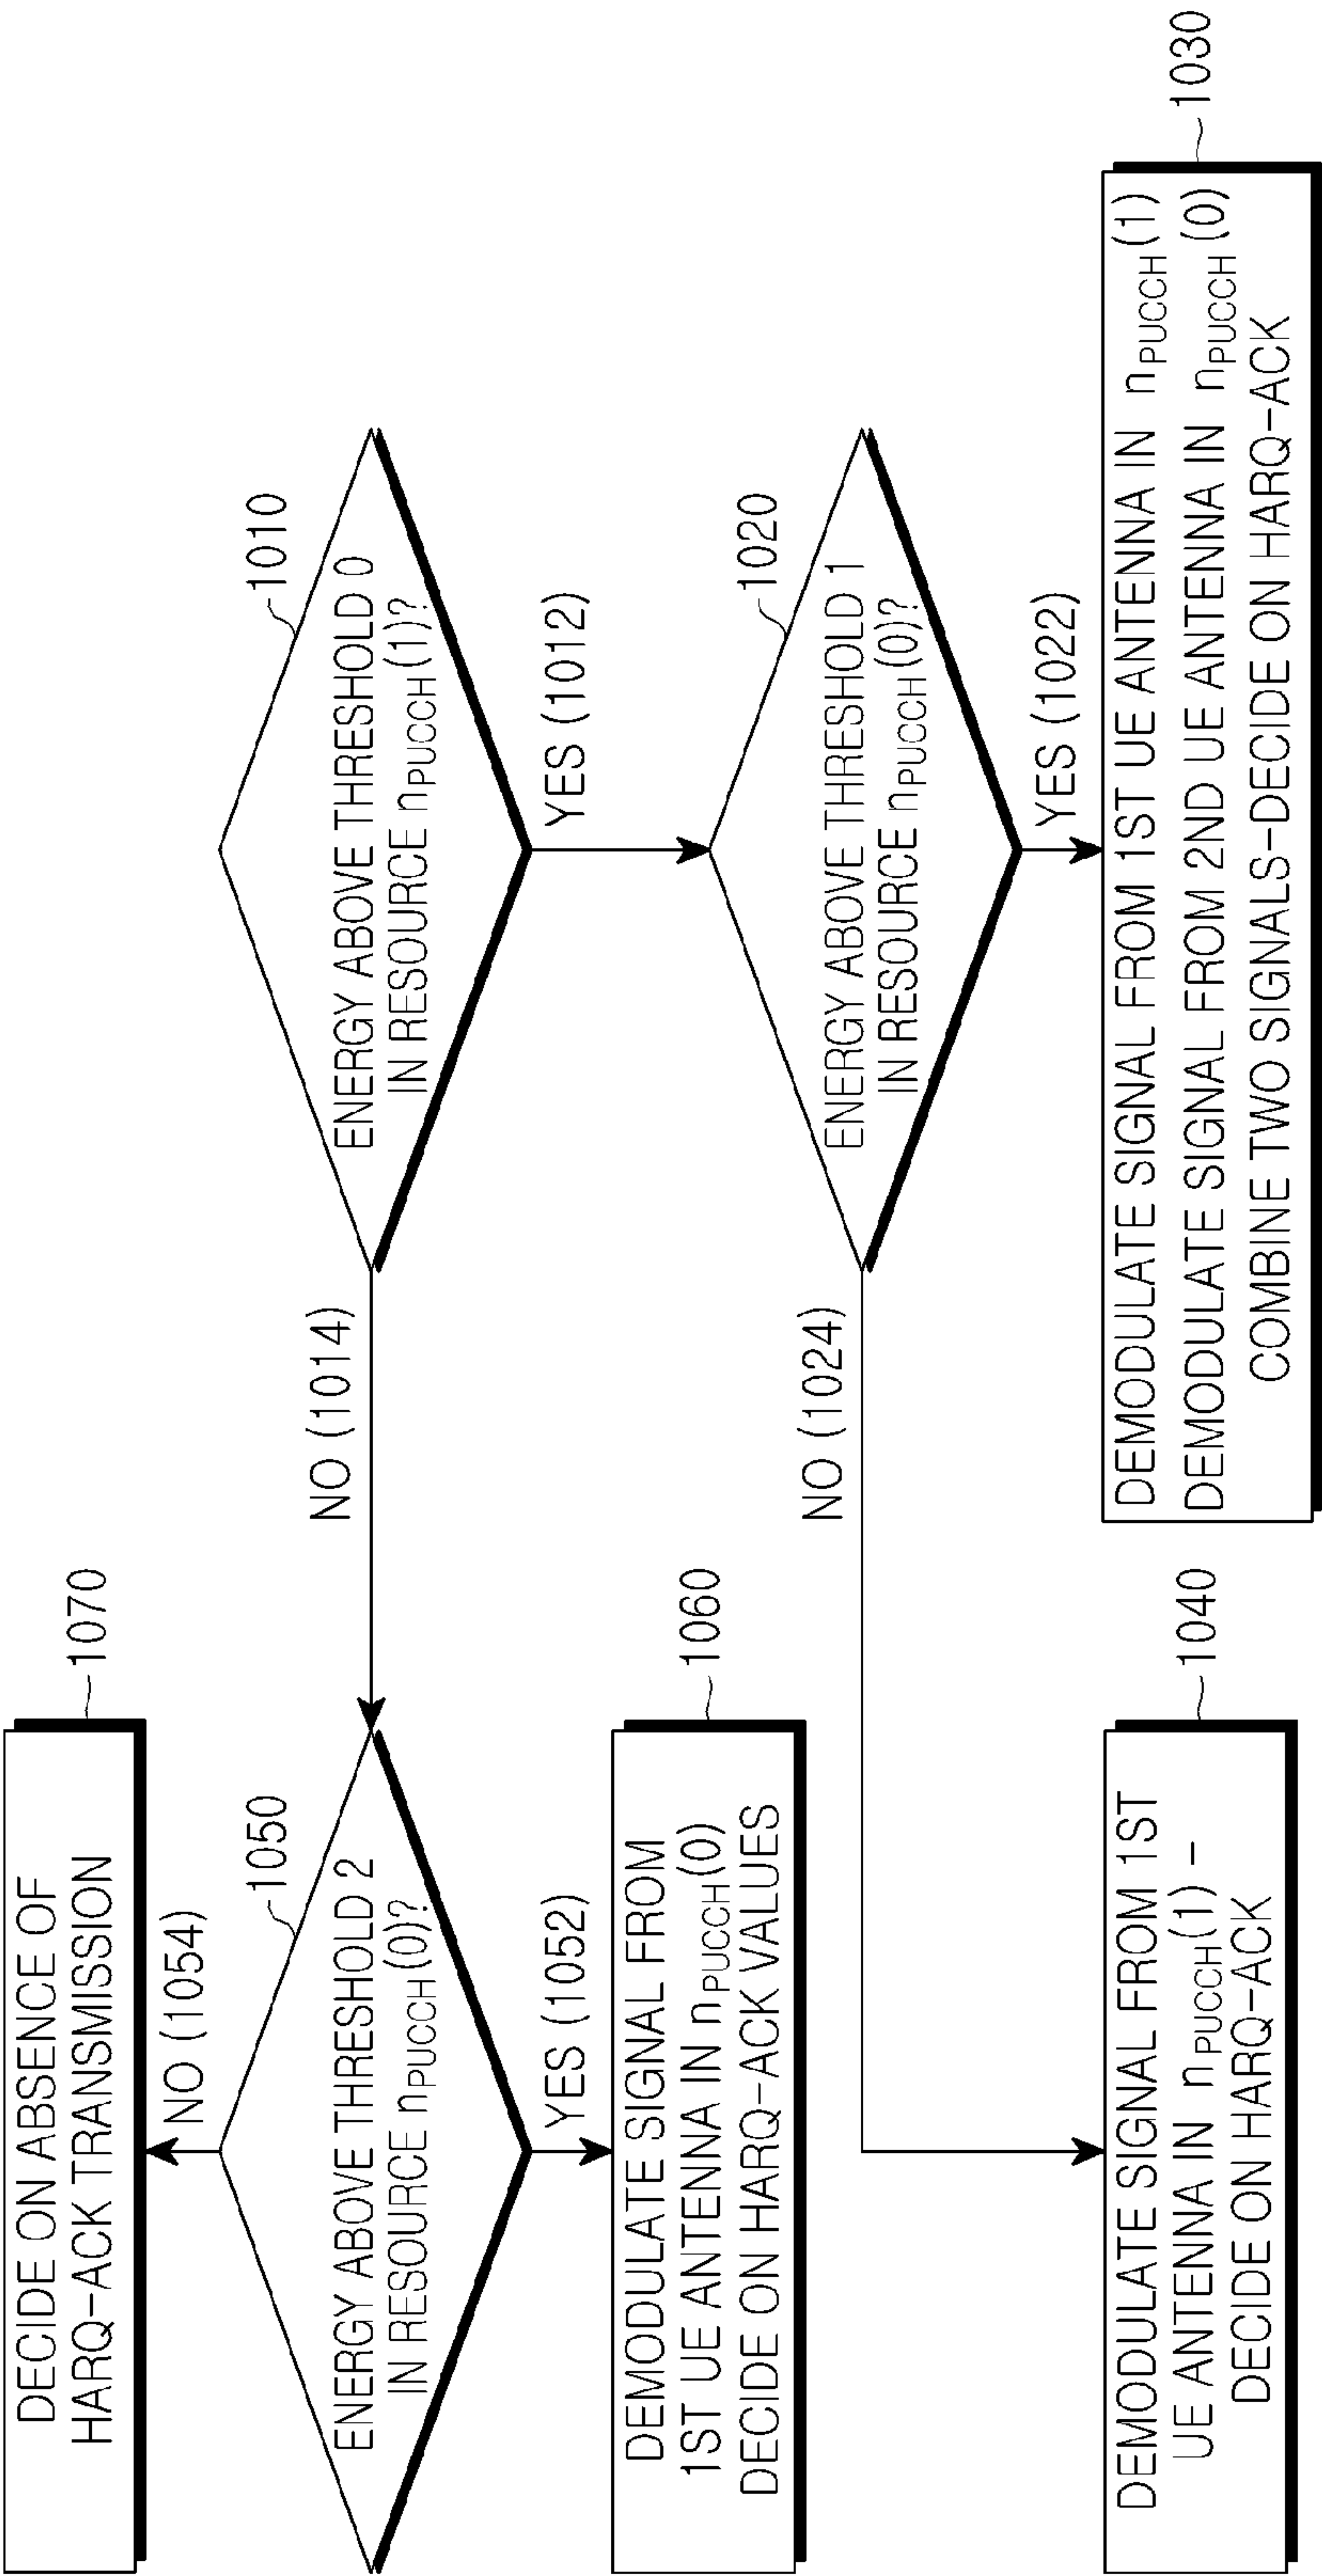 DECIDE ON ABSENCE OF
HARQ-ACK TRANSMISSION
1070
NO (1054)
1050
ENERGY ABOVE THRESHOLD 2
IN RESOURCE nPUCCH(0)?
NO (1014)
1010
ENERGY ABOVE THRESHOLD 0
IN RESOURCE nPUCCH(1)?
YES (1052)
YES (1012)
DEMODULATE SIGNAL FROM
1ST UE ANTENNA IN nPUCCH(0)
DECIDE ON HARQ-ACK VALUES
1060
1020
ENERGY ABOVE THRESHOLD 1
IN RESOURCE nPUCCH(0)?
NO (1024)
YES (1022)
DEMODULATE SIGNAL FROM 1ST
UE ANTENNA IN nPUCCH(1) -
DECIDE ON HARQ-ACK
1040
DEMODULATE SIGNAL FROM 1ST UE ANTENNA IN nPUCCH(1)
DEMODULATE SIGNAL FROM 2ND UE ANTENNA IN nPUCCH(0)
COMBINE TWO SIGNALS-DECIDE ON HARQ-ACK
1030